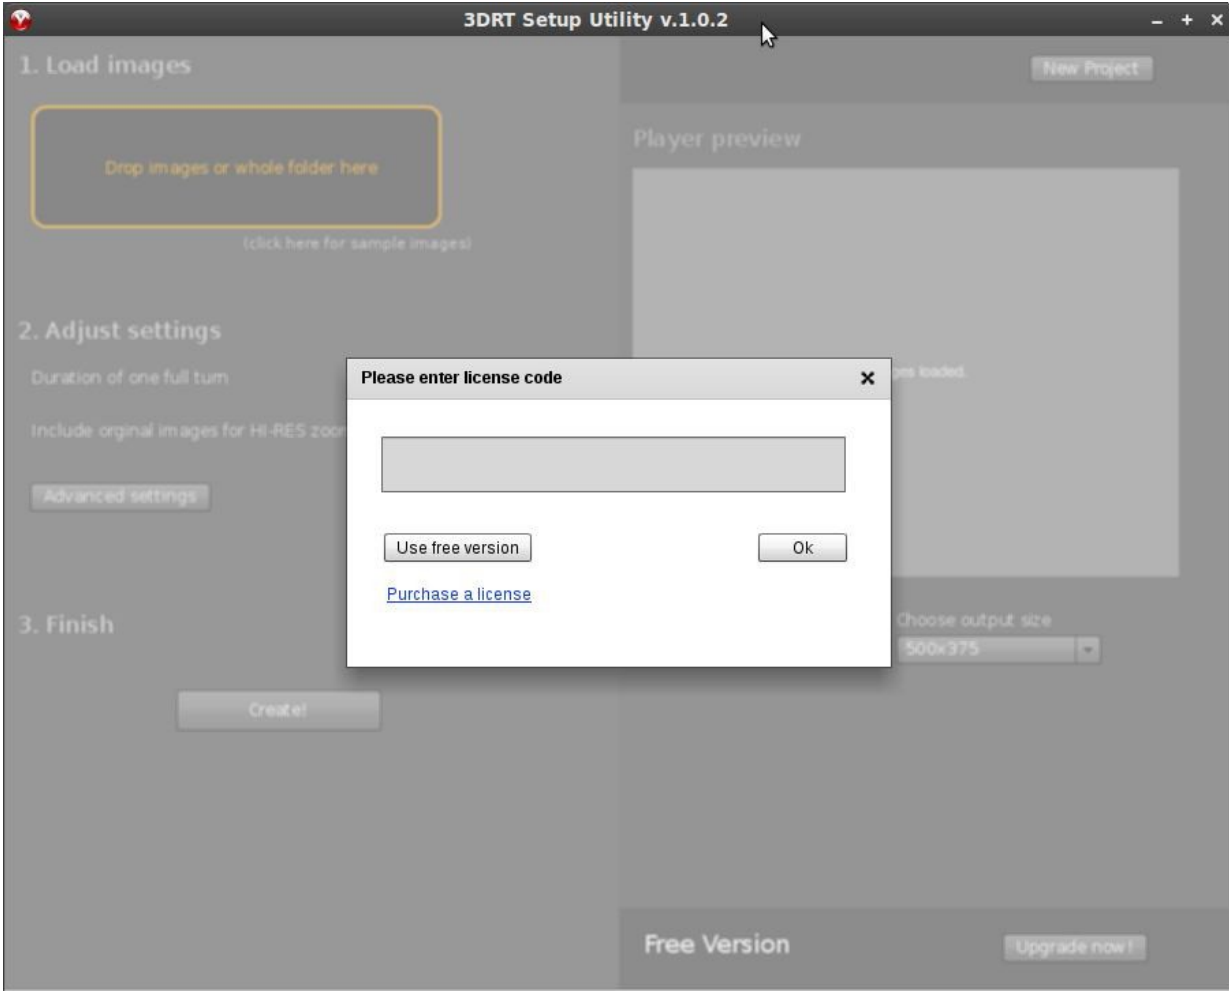 3DRT Setup Utility v.1.0.2
1. Load images
New Project
Drop images or whole folder here
(click here for sample images)
Player preview
2. Adjust settings
Duration of one full turn
Include orginal images for HI-RES zoom
Advanced settings
loaded.
Please enter license code
Use free version
Ok
Purchase a license
3. Finish
Create!
Choose output size
500x375
Free Version
Upgrade now!